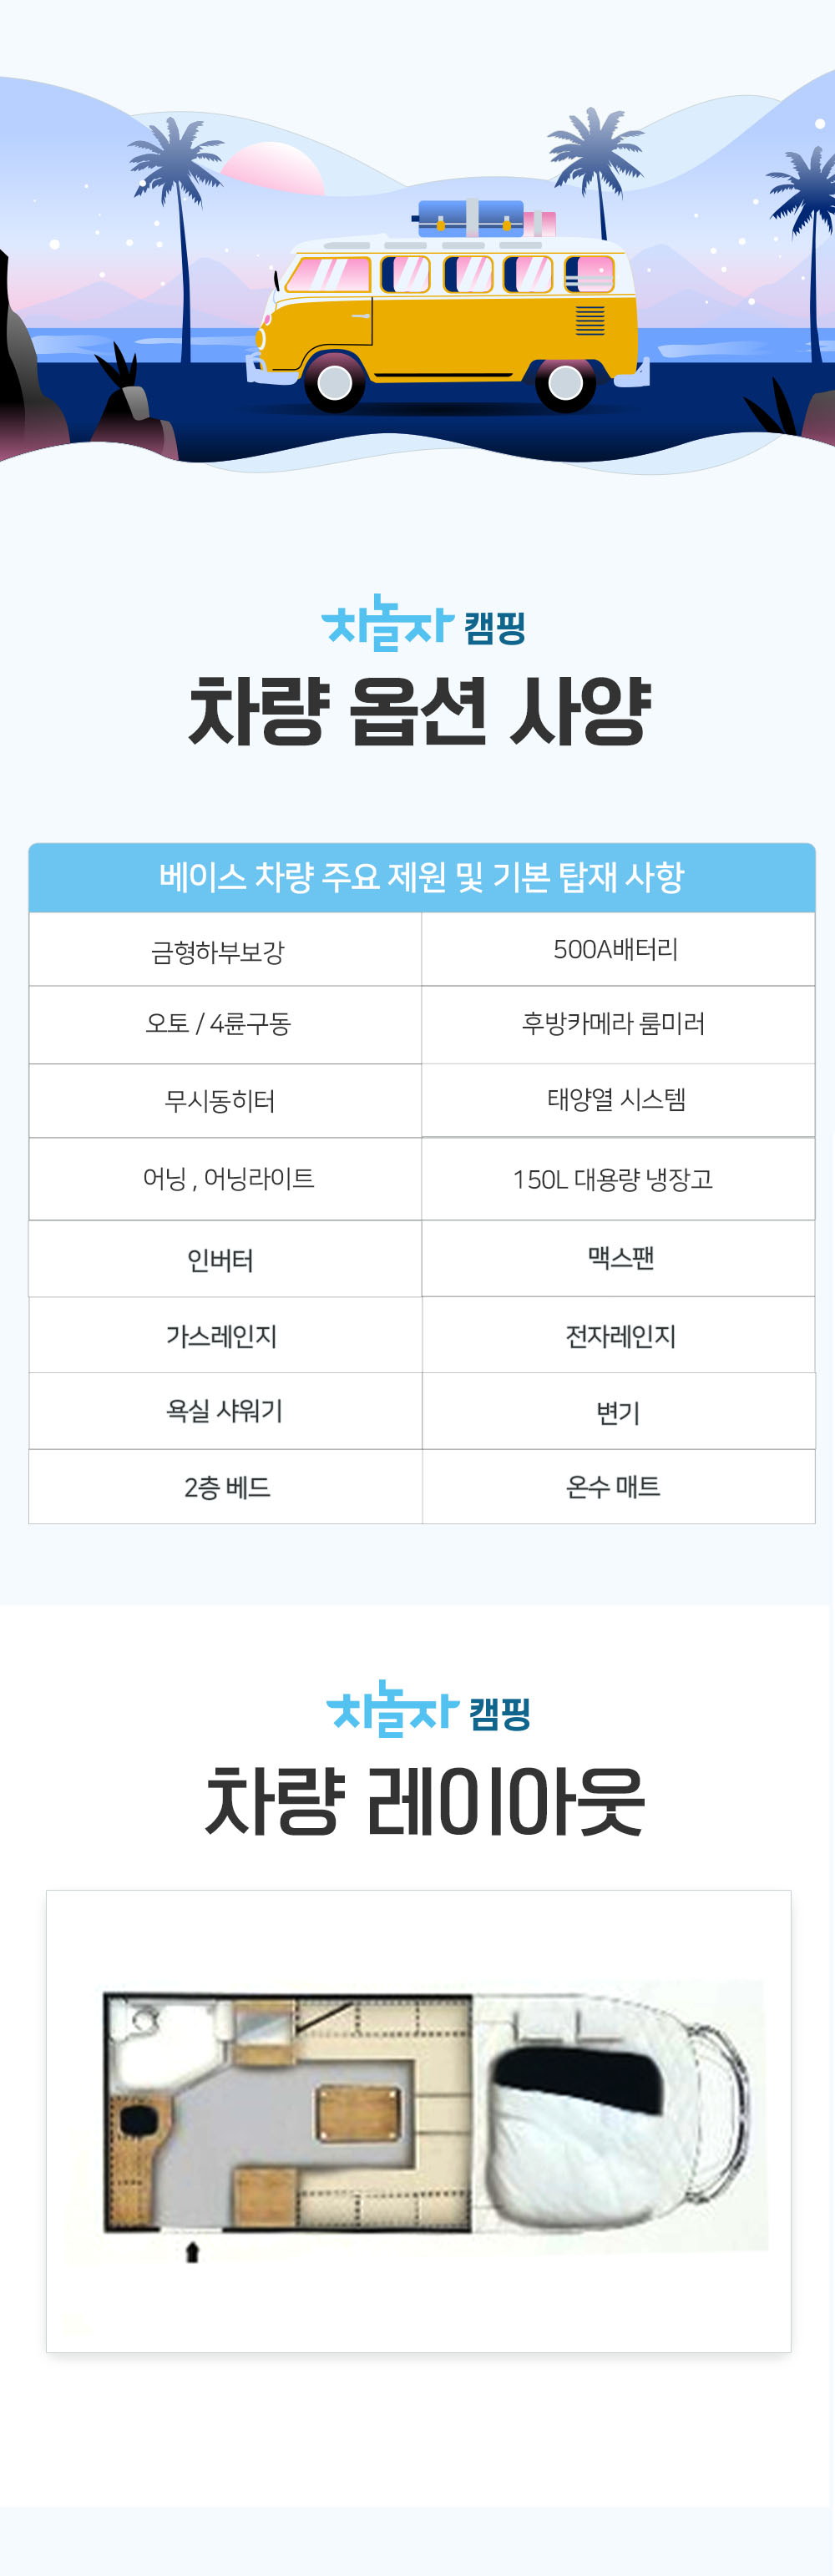 차놀자 캠핑
차량 옵션 사양
베이스 차량 주요 제원 및 기본 탑재 사항
금형하부보강
500A배터리
오토 / 4륜구동
후방카메라 룸미러
무시동히터
태양열 시스템
어닝 , 어닝라이트
150L 대용량 냉장고
인버터
맥스팬
가스레인지
전자레인지
욕실 샤워기
변기
2층 베드
온수 매트
차놀자 캠핑
차량 레이아웃